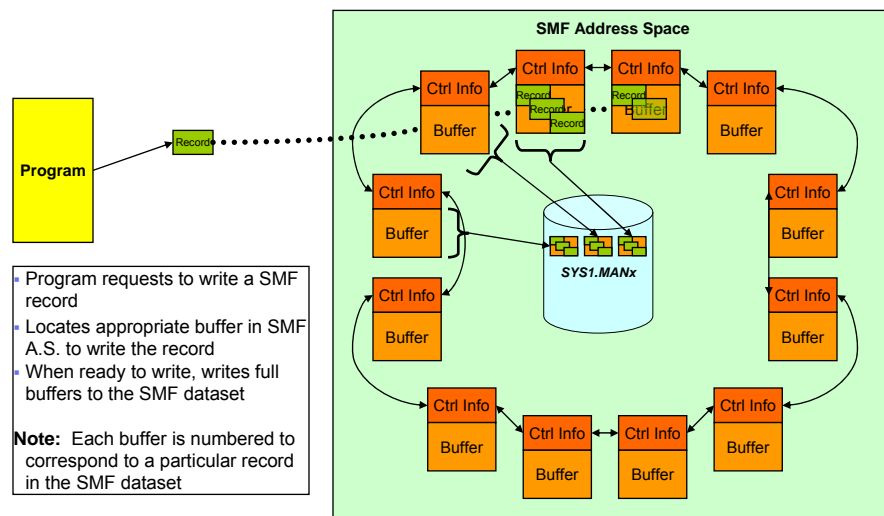 SMF Address Space
Ctrl Info
Ctrl Info
Ctrl Info
Ctrl Info
Record
Record
Record
Record
Buffer
Buffer
Buffer
Program
Record
Ctrl Info
Buffer
Ctrl Info
Buffer
SYS1.MANx
Ctrl Info
Buffer
Ctrl Info
Buffer
Ctrl Info
Buffer
Ctrl Info
Buffer
Ctrl Info
Buffer
Ctrl Info
Buffer
▪ Program requests to write a SMF
record
▪ Locates appropriate buffer in SMF
A.S. to write the record
▪ When ready to write, writes full
buffers to the SMF dataset
Note: Each buffer is numbered to
correspond to a particular record
in the SMF dataset